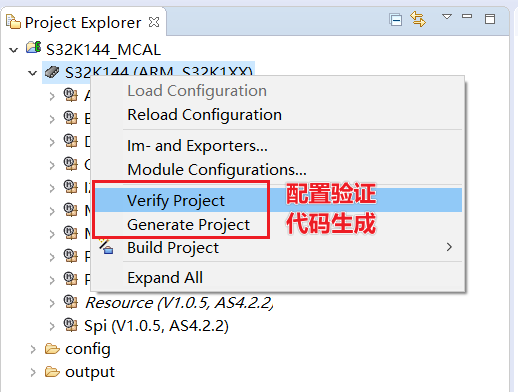 Project Explorer
S32K144_MCAL
S32K144 (ARM, S32K1XX)
Load Configuration
Reload Configuration
Im- and Exporters...
Module Configurations...
Verify Project
配置验证
Generate Project
代码生成
Build Project
Expand All
Resource (V1.0.5, AS4.2.2)
Spi (V1.0.5, AS4.2.2)
config
output